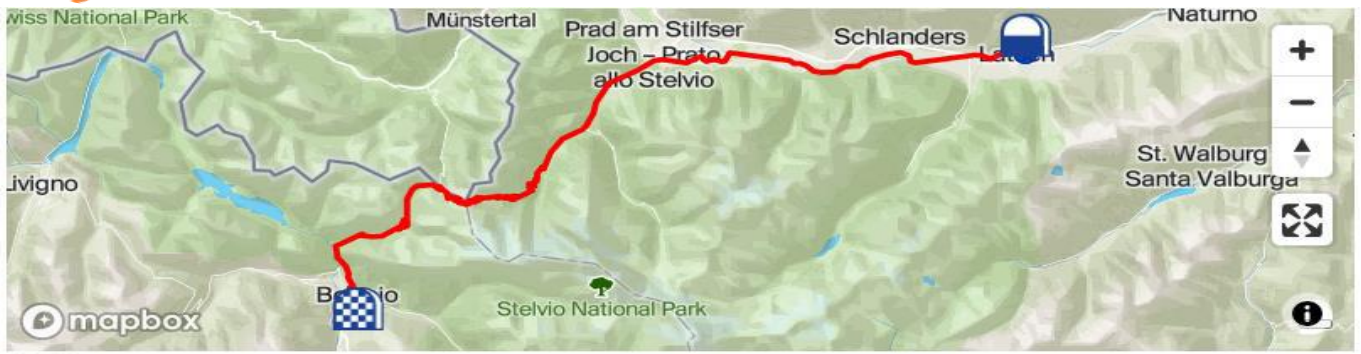 wiss National Park
Münstertal
Naturno
Prad am Stilfser
Joch – Prato
allo Stelvio
Schlanders
St. Walburg
Santa Valburga
Livigno
Stelvio National Park
mapbox